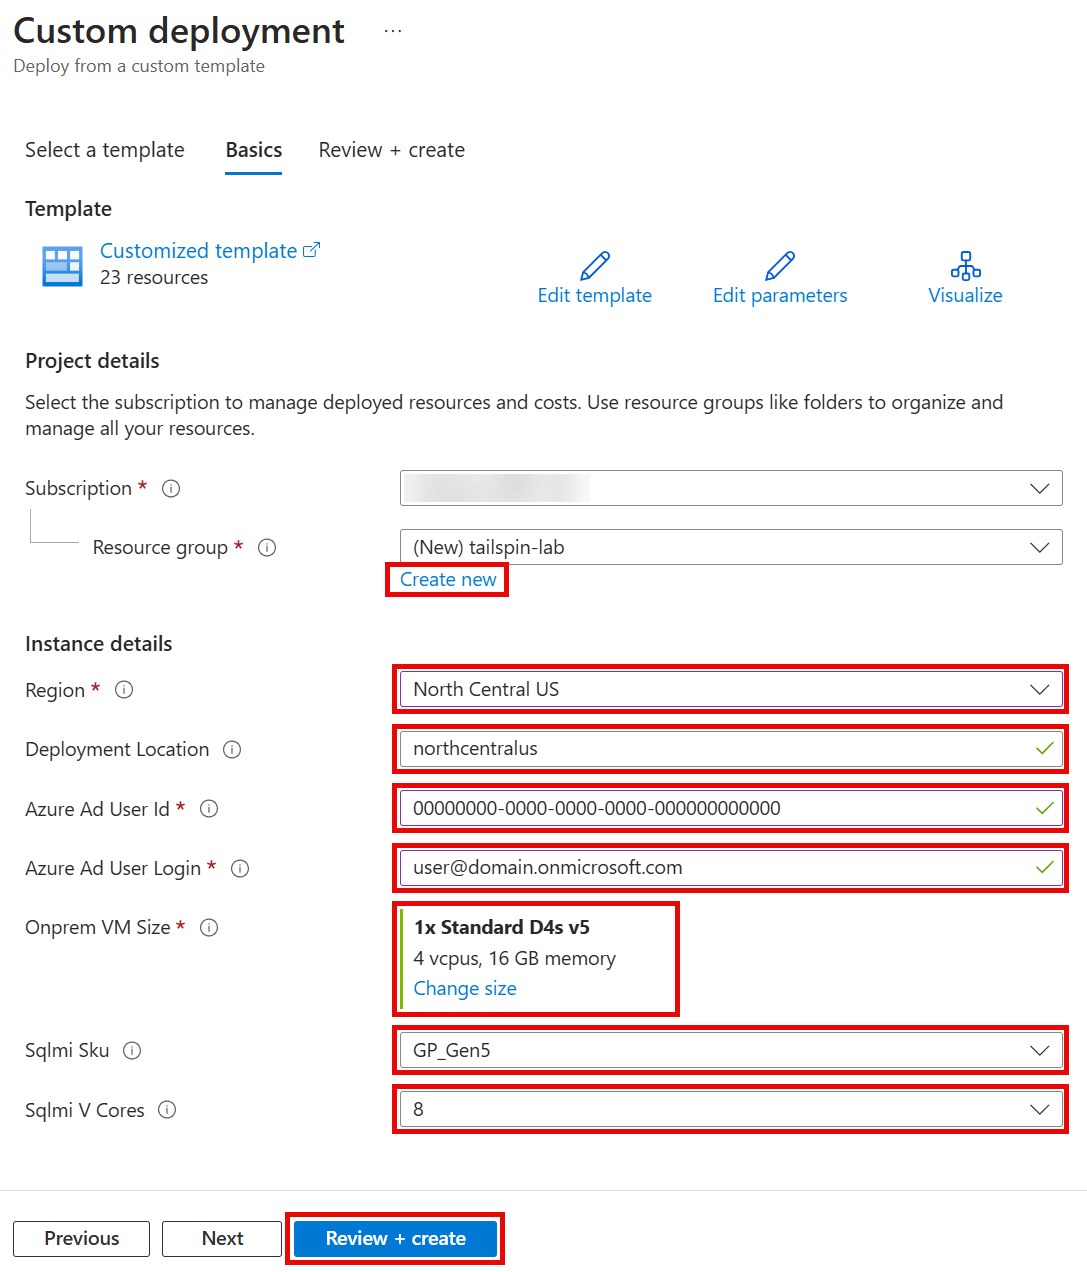 Custom deployment ...
Deploy from a custom template
Select a template Basics Review + create
Template
Customized template
23 resources
Edit template Edit parameters Visualize
Project details
Select the subscription to manage deployed resources and costs. Use resource groups like folders to organize and
manage all your resources.
Subscription *
Resource group * (New) tailspin-lab
Create new
Instance details
Region * North Central US
Deployment Location northcentralus
Azure Ad User Id * 00000000-0000-0000-0000-000000000000
Azure Ad User Login * user@domain.onmicrosoft.com
Onprem VM Size * 1x Standard D4s v5
4 vcpus, 16 GB memory
Change size
Sqlmi Sku GP_Gen5
Sqlmi V Cores 8
Previous Next Review + create